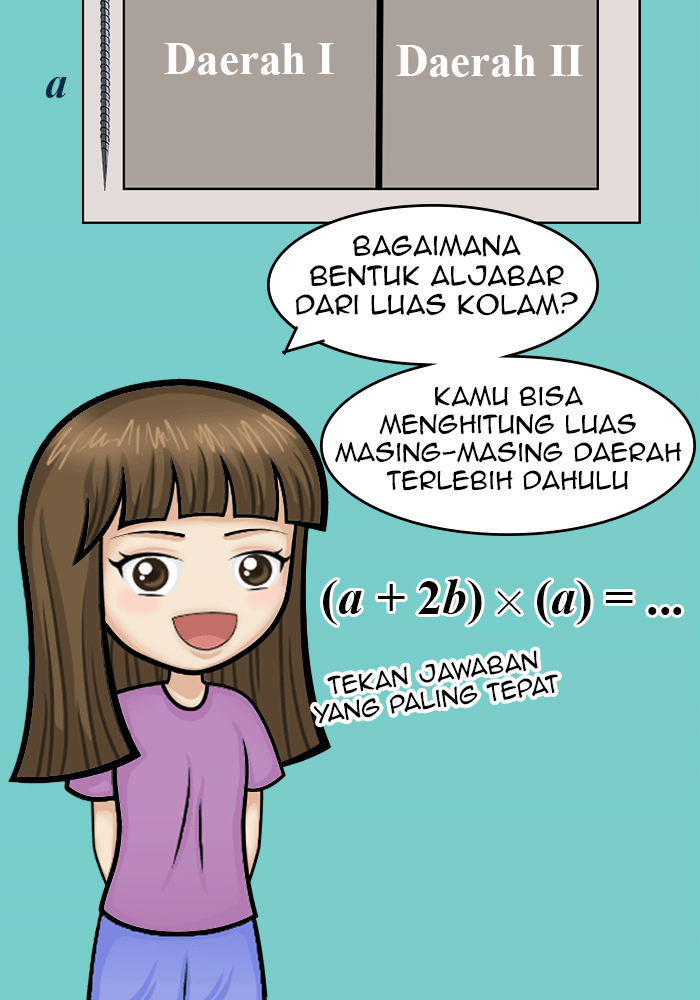 Daerah I
Daerah II
a
BAGAIMANA
BENTUK ALJABAR
DARI LUAS KOLAM?
KAMU BISA
MENGHITUNG LUAS
MASING-MASING DAERAH
TERLEBIH DAHULU
(a + 2b) × (a) = ...
TEKAN JAWABAN
YANG PALING TEPAT